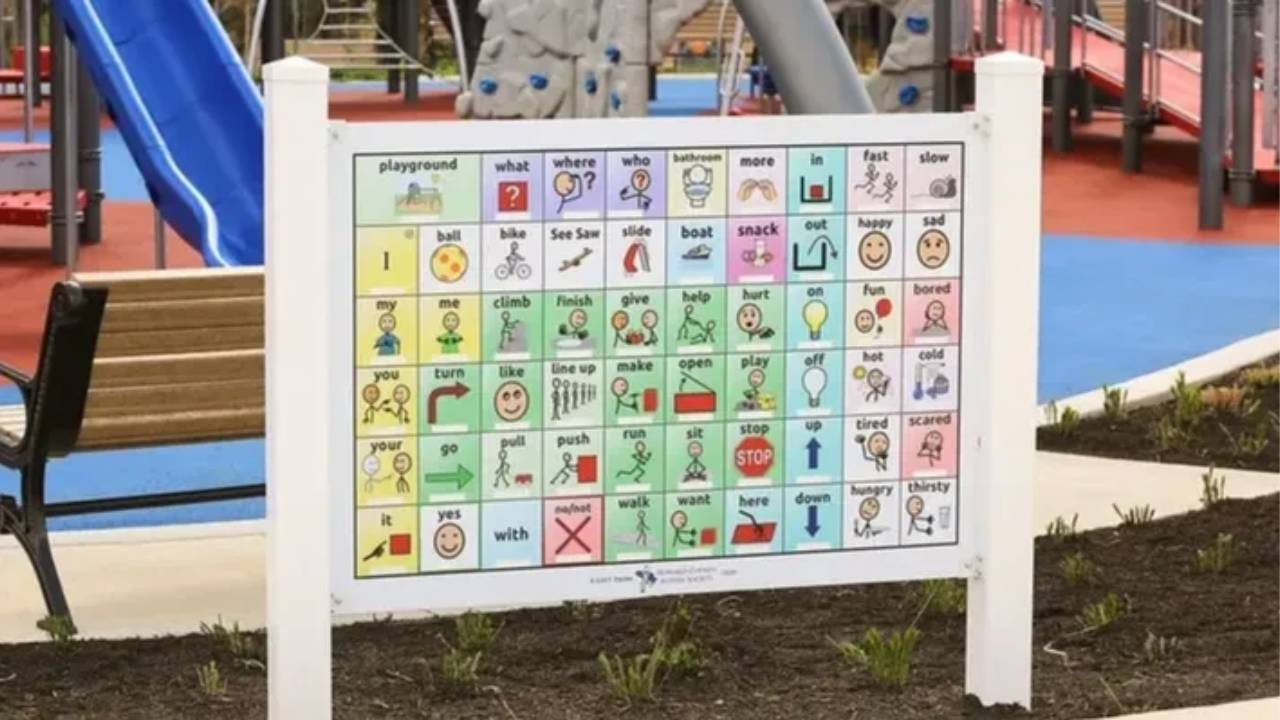 playground what where who bathroom more in fast slow
? ? ?
I ball bike See Saw slide boat snack out happy sad
my me climb finish give help hurt on fun bored
you turn like line up make open play off hot cold
your go pull push run sit stop up tired scared
STOP
it yes with no/not walk want here down hungry thirsty